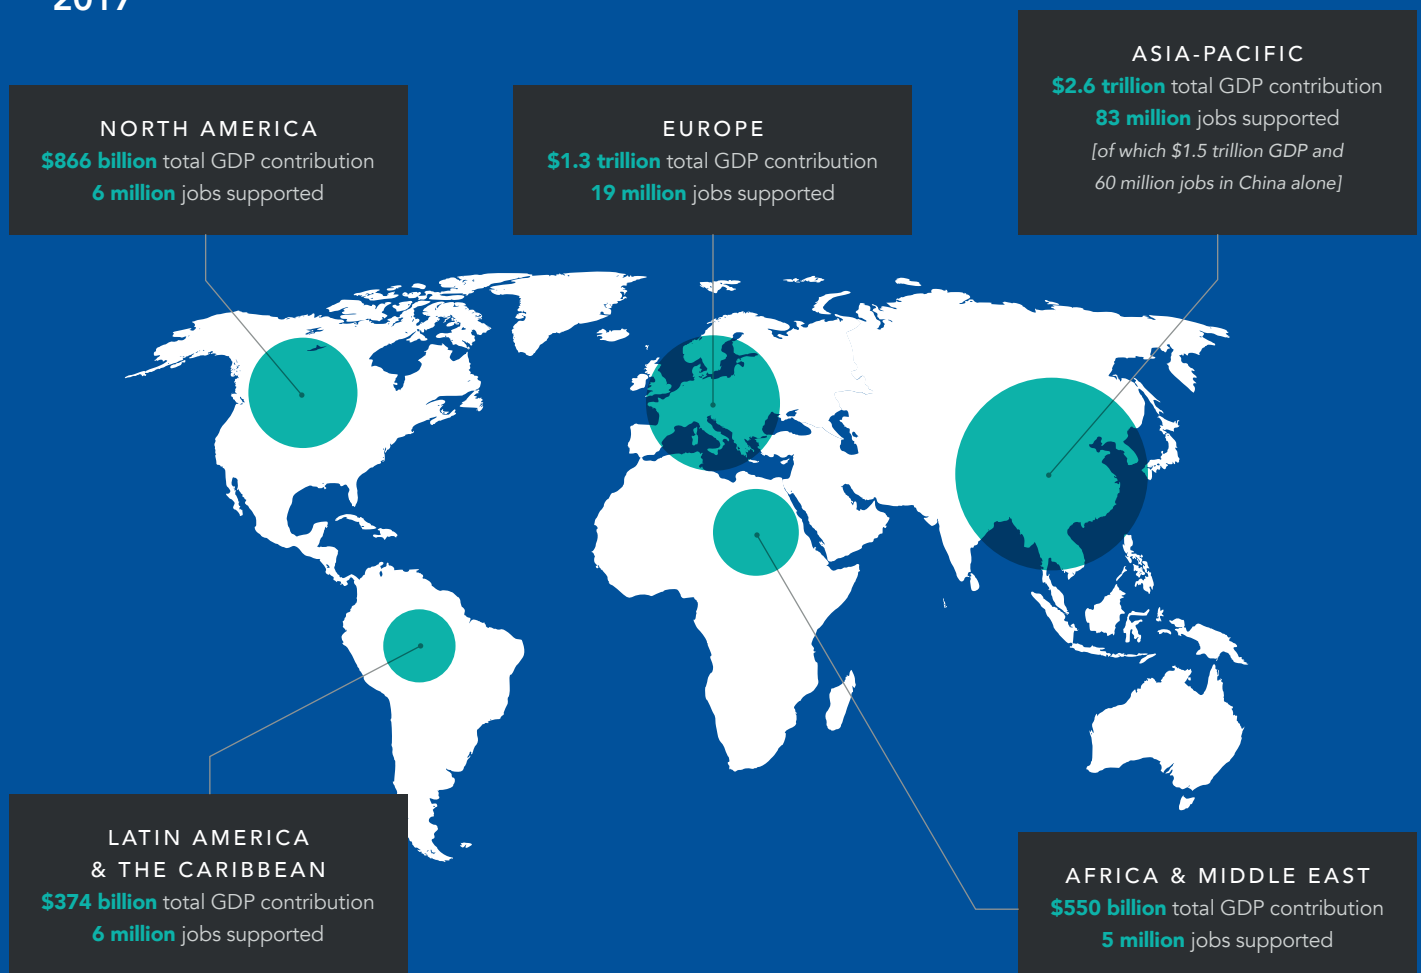 2017
ASIA-PACIFIC
$2.6 trillion total GDP contribution
83 million jobs supported
[of which $1.5 trillion GDP and
60 million jobs in China alone]
NORTH AMERICA
$866 billion total GDP contribution
6 million jobs supported
EUROPE
$1.3 trillion total GDP contribution
19 million jobs supported
LATIN AMERICA
& THE CARIBBEAN
$374 billion total GDP contribution
6 million jobs supported
AFRICA & MIDDLE EAST
$550 billion total GDP contribution
5 million jobs supported